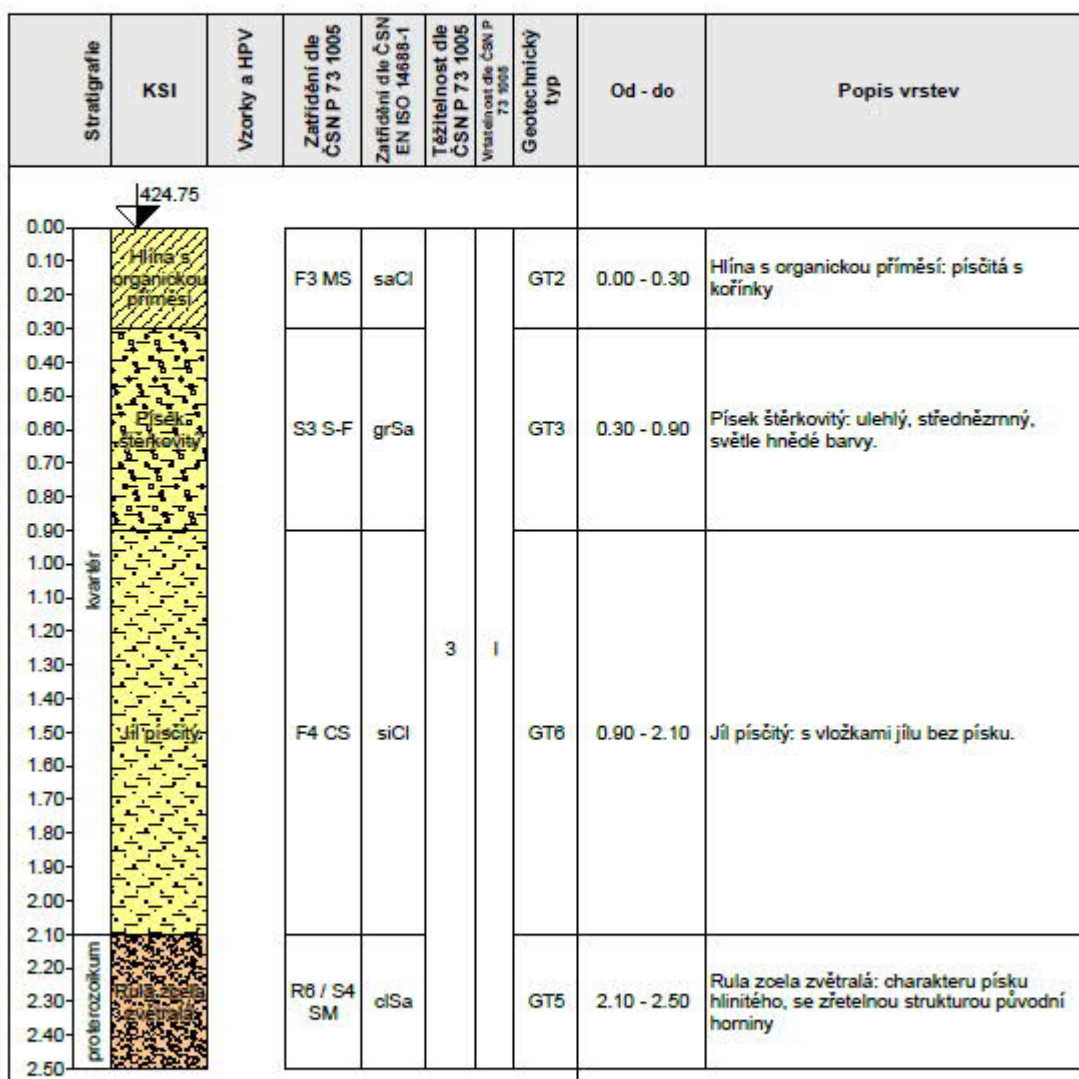 Stratigrafie
KSI
Vzorky a HPV
Zatřídění dle
ČSN P 73 1005
Zatřídění dle ČSN
EN ISO 14688-1
Těžitelnost dle
ČSN P 73 1005
Vrtatelnost dle ČSN P
73 1005
Geotechnický
typ
Od - do
Popis vrstev
424.75
0.00
0.10
0.20
0.30
0.40
0.50
0.60
0.70
0.80
0.90
1.00
1.10
1.20
1.30
1.40
1.50
1.60
1.70
1.80
1.90
2.00
2.10
2.20
2.30
2.40
2.50
kvartér
proterozoikum
Hlína s
organickou
příměsí
F3 MS
saCl
GT2
0.00 - 0.30
Hlína s organickou příměsí: písčitá s
kořínky
Písek
štěrkovitý
S3 S-F
grSa
GT3
0.30 - 0.90
Písek štěrkovitý: ulehlý, střednězrnný,
světle hnědé barvy.
3
I
Jíl písčitý
F4 CS
siCl
GT6
0.90 - 2.10
Jíl písčitý: s vložkami jílu bez písku.
Rula zcela
zvětralá
R6 / S4
SM
clSa
GT5
2.10 - 2.50
Rula zcela zvětralá: charakteru písku
hlinitého, se zřetelnou strukturou původní
horniny